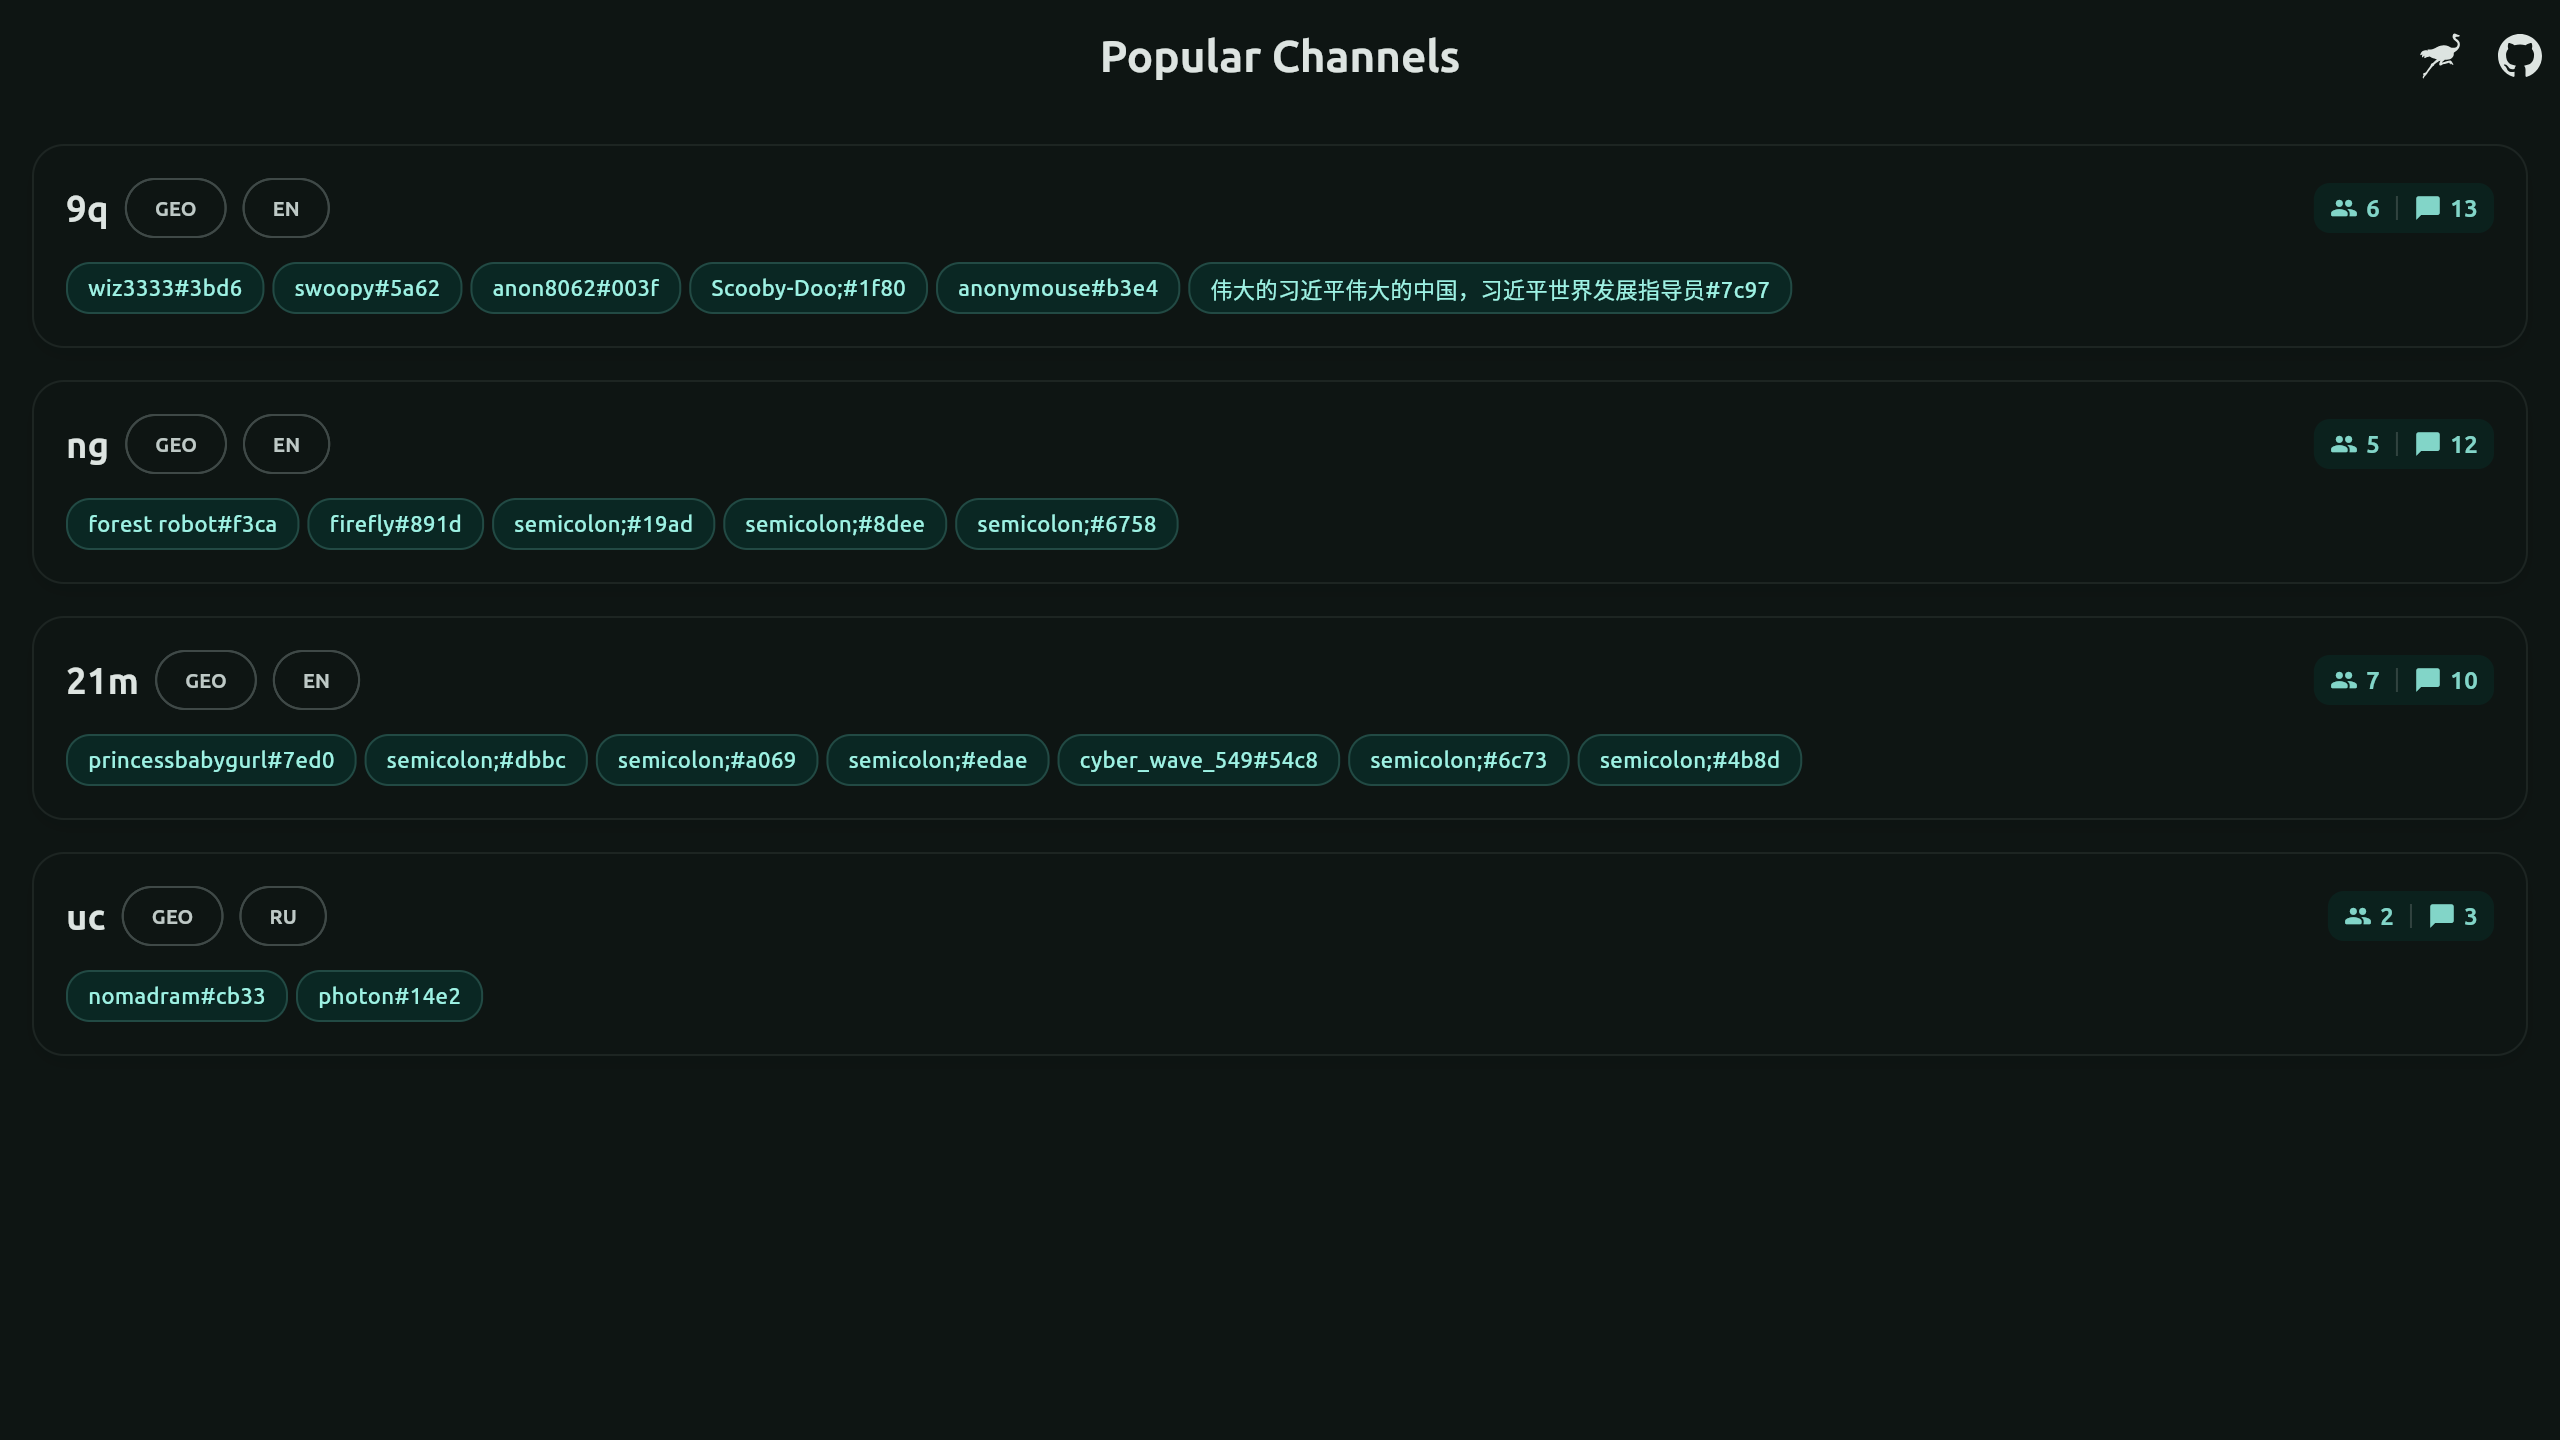 Popular Channels
9q GEO EN 6 13
wiz3333#3bd6 swoopy#5a62 anon8062#003f Scooby-Doo;#1f80 anonymouse#b3e4 伟大的习近平伟大的中国，习近平世界发展指导员#7c97
ng GEO EN 5 12
forest robot#f3ca firefly#891d semicolon;#19ad semicolon;#8dee semicolon;#6758
21m GEO EN 7 10
princessbabygurl#7ed0 semicolon;#dbbc semicolon;#a069 semicolon;#edae cyber_wave_549#54c8 semicolon;#6c73 semicolon;#4b8d
uc GEO RU 2 3
nomadram#cb33 photon#14e2